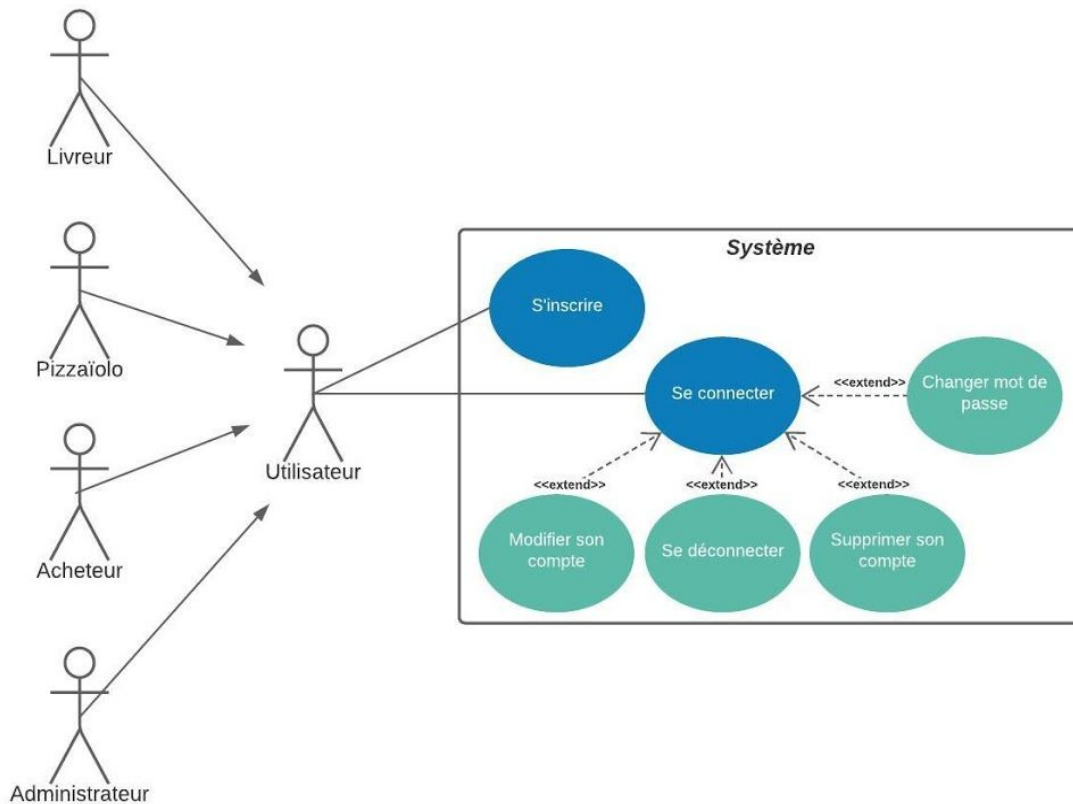 Livreur
Pizzaïolo
Acheteur
Administrateur
Utilisateur
Système
S'inscrire
Se connecter
<<extend>>
Changer mot de
passe
<<extend>>
<<extend>>
<<extend>>
Modifier son
compte
Se déconnecter
Supprimer son
compte